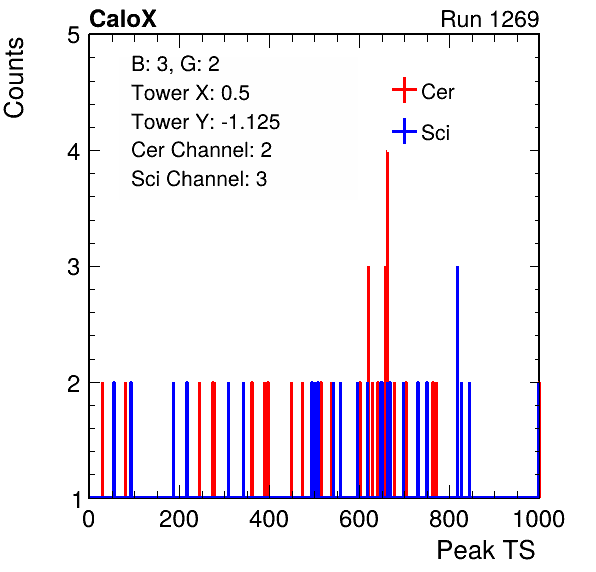 CaloX Run 1269
Counts
B: 3, G: 2
Tower X: 0.5
Tower Y: -1.125
Cer Channel: 2
Sci Channel: 3
Cer
Sci
5
4
3
2
1
0 200 400 600 800 1000
Peak TS